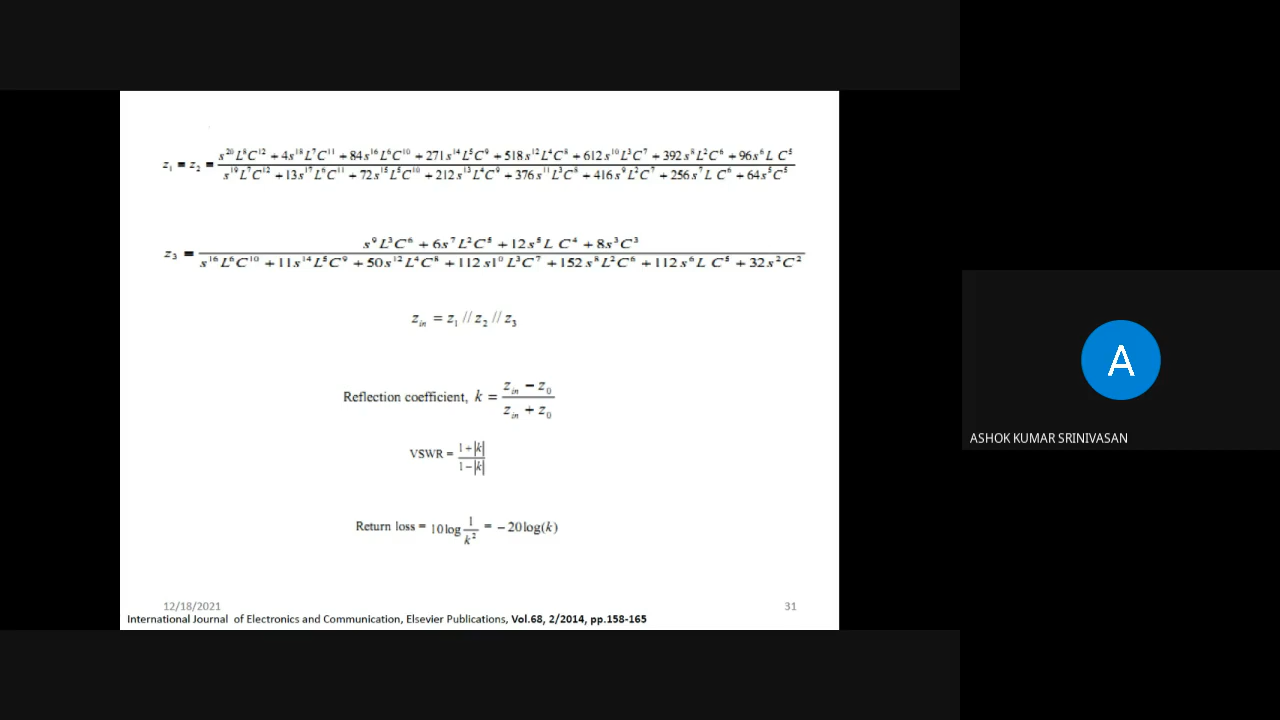 z₁ = z₂ = (s²⁰L⁸C¹² + 4s¹⁸L⁷C¹¹ + 84s¹⁶L⁶C¹⁰ + 271s¹⁴L⁵C⁹ + 518s¹²L⁴C⁸ + 612s¹⁰L³C⁷ + 392s⁸L²C⁶ + 96s⁶L C⁵) / (s¹⁹L⁷C¹² + 13s¹⁷L⁶C¹¹ + 72s¹⁵L⁵C¹⁰ + 212s¹³L⁴C⁹ + 376s¹¹L³C⁸ + 416s⁹L²C⁷ + 256s⁷L C⁶ + 64s⁵C⁵)
z₃ = (s⁹L³C⁶ + 6s⁷L²C⁵ + 12s⁵L C⁴ + 8s³C³) / (s¹⁶L⁶C¹⁰ + 11s¹⁴L⁵C⁹ + 50s¹²L⁴C⁸ + 112s1⁰L³C⁷ + 152s⁸L²C⁶ + 112s⁶L C⁵ + 32s²C²)
z_in = z₁ // z₂ // z₃
Reflection coefficient, k = (z_in − z₀) / (z_in + z₀)
VSWR = (1+|k|) / (1−|k|)
Return loss = 10log 1/k² = −20log(k)
12/18/2021 31
International Journal of Electronics and Communication, Elsevier Publications, Vol.68, 2/2014, pp.158-165
A
ASHOK KUMAR SRINIVASAN